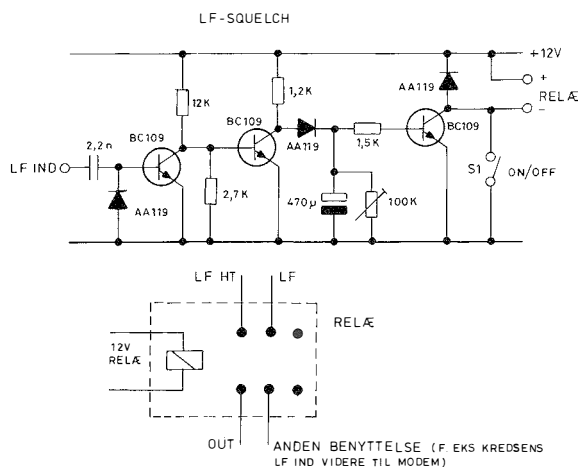 LF-SQUELCH
+12V
12K
1,2K
AA119
+
RELÆ
-
BC109
BC109
BC109
2,2n
AA119
1,5K
LF IND
S1
ON/OFF
AA119
2,7K
470µ
100K
LF HT
LF
RELÆ
12V
RELÆ
OUT
ANDEN BENYTTELSE (F. EKS KREDSENS
LF IND VIDERE TIL MODEM)